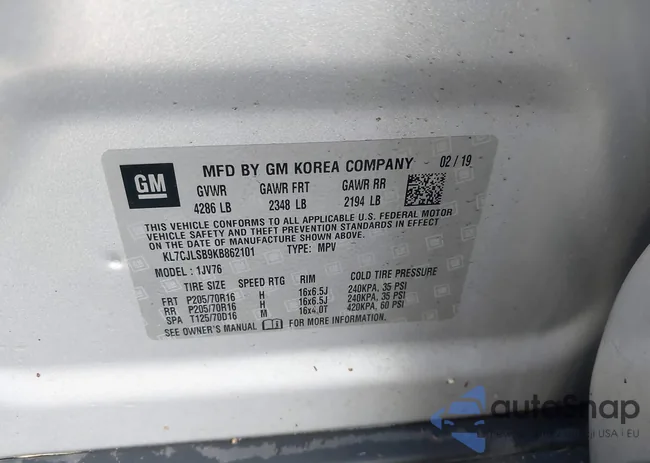 GM
MFD BY GM KOREA COMPANY 02 / 19
GVWR GAWR FRT GAWR RR
4286 LB 2348 LB 2194 LB
THIS VEHICLE CONFORMS TO ALL APPLICABLE U.S. FEDERAL MOTOR
VEHICLE SAFETY AND THEFT PREVENTION STANDARDS IN EFFECT
ON THE DATE OF MANUFACTURE SHOWN ABOVE.
KL7CJLSB9KB862101 TYPE: MPV
MODEL: 1JV76
TIRE SIZE SPEED RTG RIM COLD TIRE PRESSURE
FRT P205/70R16 H 16x6.5J 240KPA, 35 PSI
RR P205/70R16 H 16x6.5J 240KPA, 35 PSI
SPA T125/70D16 M 16x4.0T 420KPA, 60 PSI
SEE OWNER'S MANUAL FOR MORE INFORMATION.
autoSnap
USA i EU